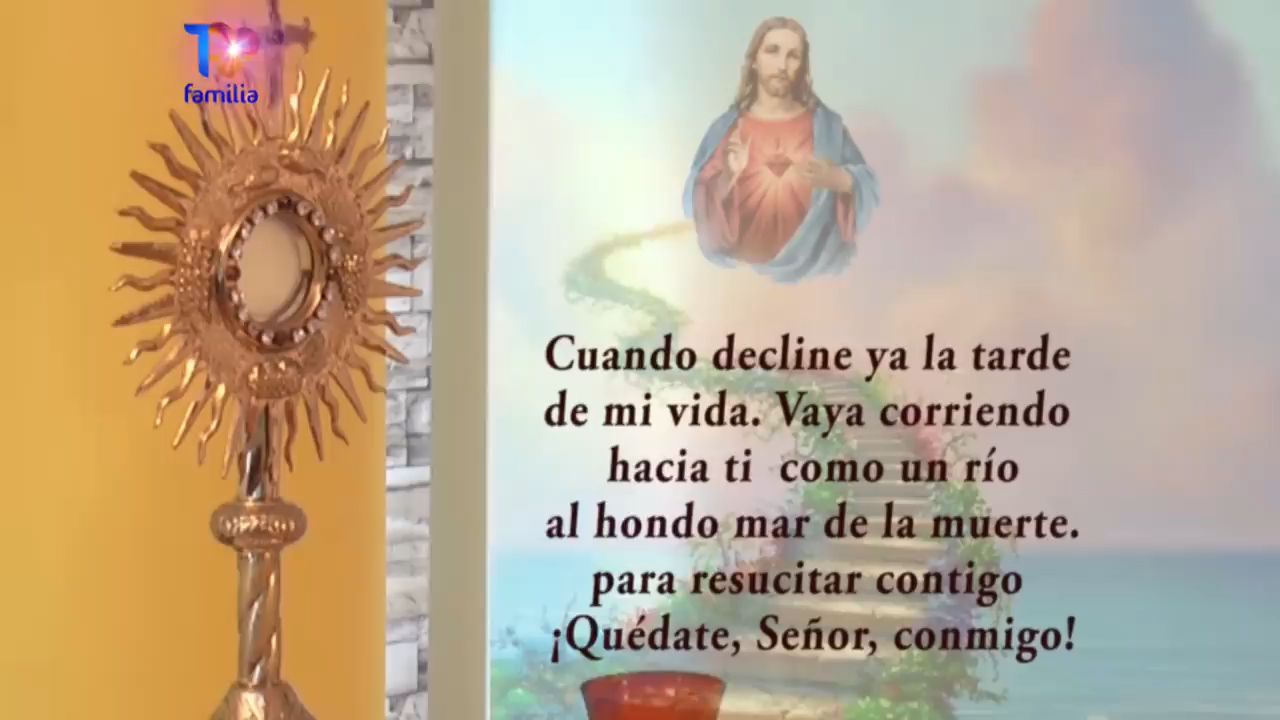 familia
Cuando decline ya la tarde
de mi vida. Vaya corriendo
hacia ti como un río
al hondo mar de la muerte.
para resucitar contigo
¡Quédate, Señor, conmigo!